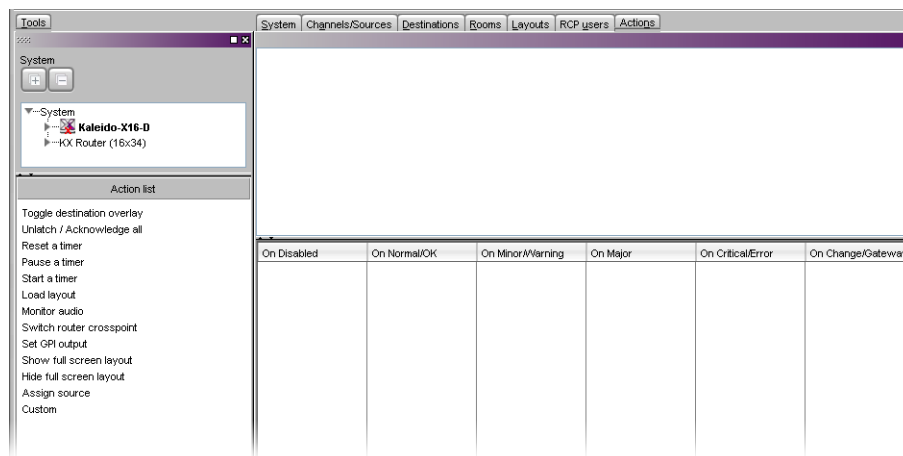 Tools
System
Kaleido-X16-D
KX Router (16x34)
System
Action list
Toggle destination overlay
Unlatch / Acknowledge all
Reset a timer
Pause a timer
Start a timer
Load layout
Monitor audio
Switch router crosspoint
Set GPI output
Show full screen layout
Hide full screen layout
Assign source
Custom
System Channels/Sources Destinations Rooms Layouts RCP users Actions
On Disabled On Normal/OK On Minor/Warning On Major On Critical/Error On Change/Gatewa